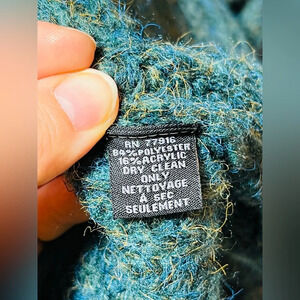 RN 77916
84% POLYESTER
16% ACRYLIC
DRY CLEAN
ONLY
NETTOYAGE
À SEC
SEULEMENT